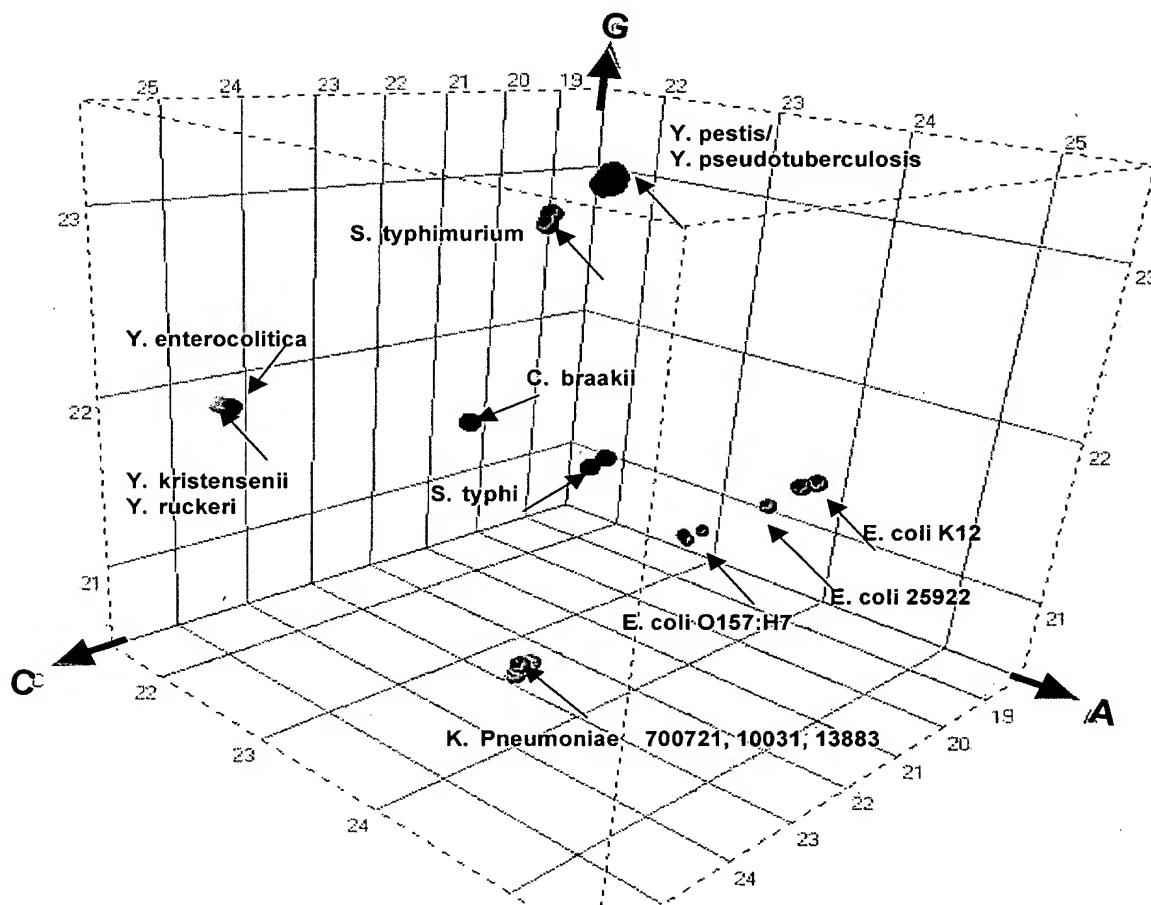 G
25 24 23 22 21 20 19 22 23 24 25
Y. pestis/
Y. pseudotuberculosis
23
S. typhimurium
23
Y. enterocolitica
C. braakii
22
22
Y. kristensenii
Y. ruckeri
S. typhi
E. coli K12
21
E. coli 25922
21
E. coli O157:H7
C
22
19
A
20
K. Pneumoniae 700721, 10031, 13883
23
21
22
24
23
24